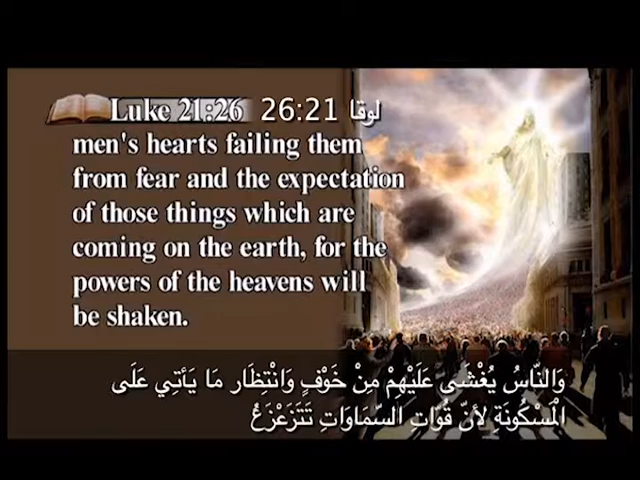 Luke 21:26 لوقا 26:21
men's hearts failing them
from fear and the expectation
of those things which are
coming on the earth, for the
powers of the heavens will
be shaken.
وَالنَّاسُ يُغْشَى عَلَيْهِمْ مِنْ خَوْفٍ وَانْتِظَار مَا يَأتِي عَلَى
الْمَسْكُونَةِ لأنّ قُوَّاتِ السّمَاوَاتِ تَتَزَعْزَعُ